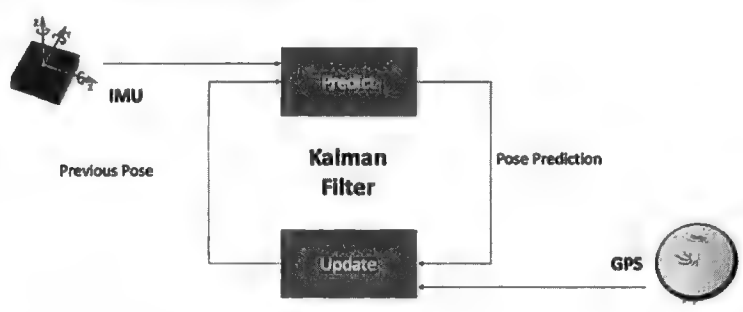 IMU
Predict
Previous Pose
Kalman
Filter
Pose Prediction
Update
GPS